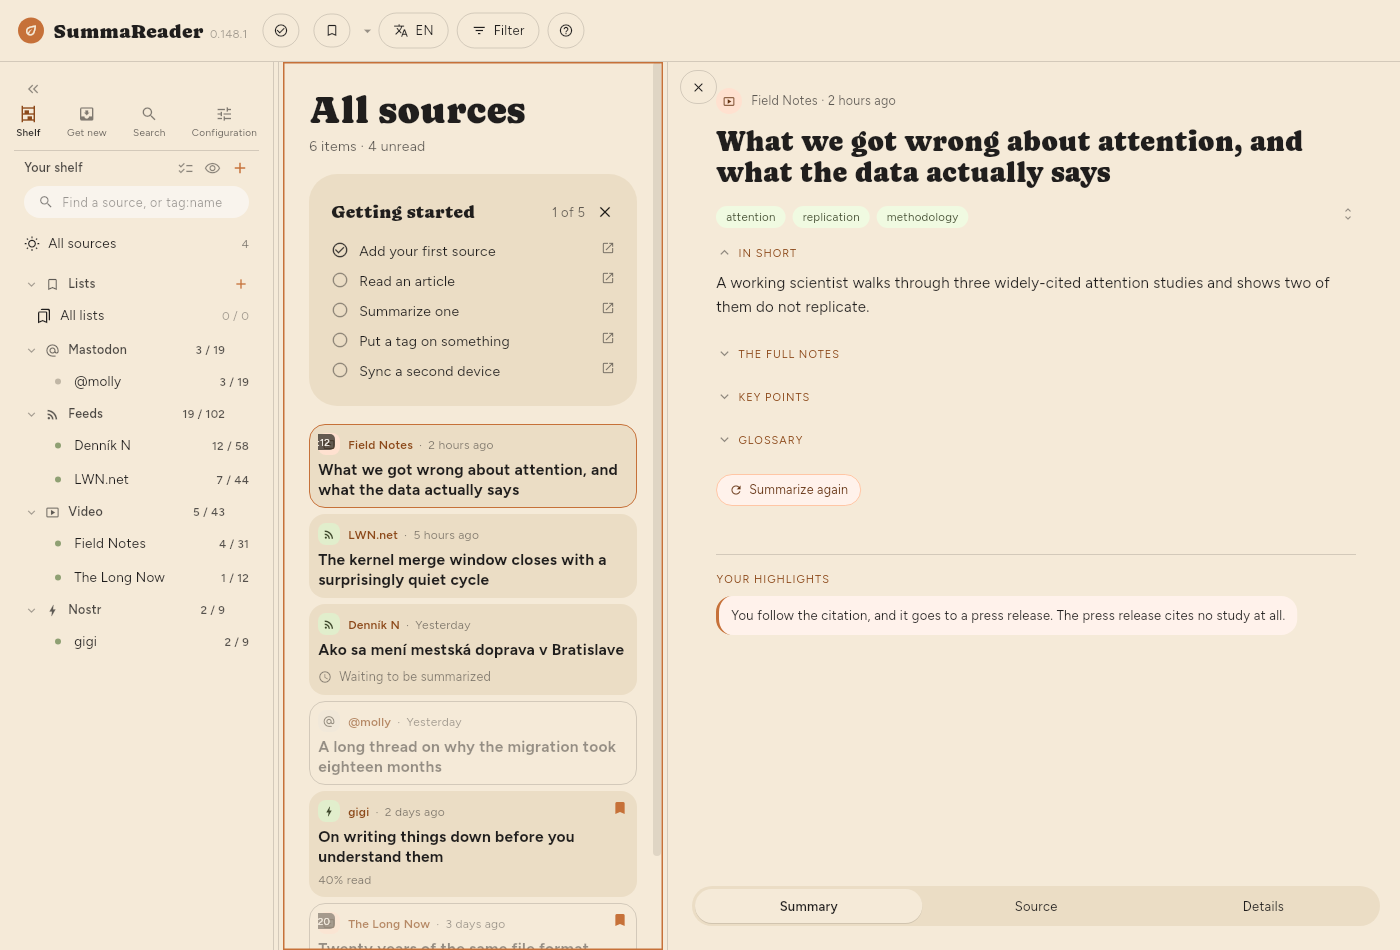 SummaReader 0.148.1
EN
Filter
Shelf
Get new
Search
Configuration
Your shelf
Find a source, or tag:name
All sources 4
Lists
All lists 0 / 0
Mastodon 3 / 19
@molly 3 / 19
Feeds 19 / 102
Denník N 12 / 58
LWN.net 7 / 44
Video 5 / 43
Field Notes 4 / 31
The Long Now 1 / 12
Nostr 2 / 9
gigi 2 / 9
All sources
6 items · 4 unread
Getting started 1 of 5
Add your first source
Read an article
Summarize one
Put a tag on something
Sync a second device
:12
Field Notes · 2 hours ago
What we got wrong about attention, and
what the data actually says
LWN.net · 5 hours ago
The kernel merge window closes with a
surprisingly quiet cycle
Denník N · Yesterday
Ako sa mení mestská doprava v Bratislave
Waiting to be summarized
@molly · Yesterday
A long thread on why the migration took
eighteen months
gigi · 2 days ago
On writing things down before you
understand them
40% read
20
The Long Now · 3 days ago
Twenty years of the same file format
Field Notes · 2 hours ago
What we got wrong about attention, and
what the data actually says
attention
replication
methodology
IN SHORT
A working scientist walks through three widely-cited attention studies and shows two of
them do not replicate.
THE FULL NOTES
KEY POINTS
GLOSSARY
Summarize again
YOUR HIGHLIGHTS
You follow the citation, and it goes to a press release. The press release cites no study at all.
Summary
Source
Details